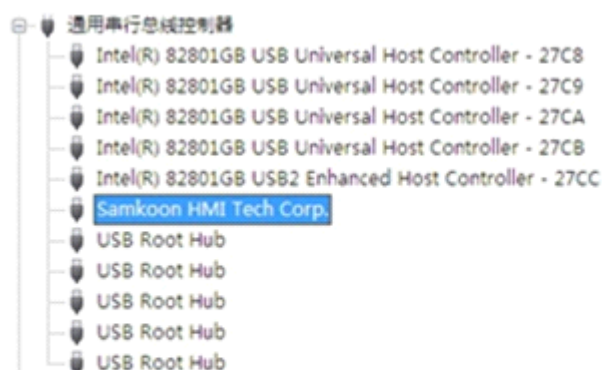 通用串行总线控制器
Intel(R) 82801GB USB Universal Host Controller - 27C8
Intel(R) 82801GB USB Universal Host Controller - 27C9
Intel(R) 82801GB USB Universal Host Controller - 27CA
Intel(R) 82801GB USB Universal Host Controller - 27CB
Intel(R) 82801GB USB2 Enhanced Host Controller - 27CC
Samkoon HMI Tech Corp.
USB Root Hub
USB Root Hub
USB Root Hub
USB Root Hub
USB Root Hub